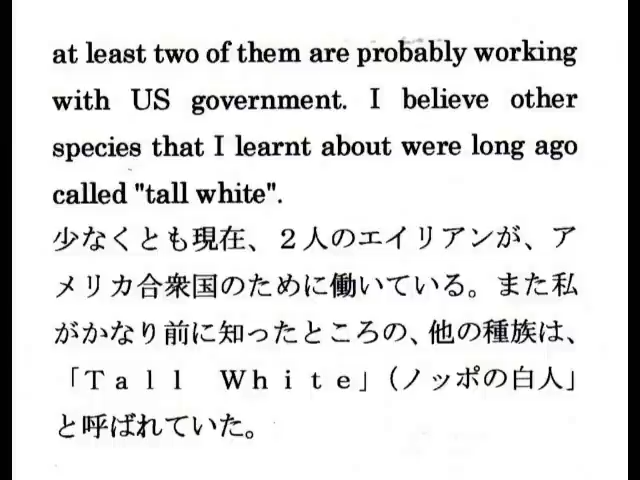 at least two of them are probably working
with US government. I believe other
species that I learnt about were long ago
called "tall white".
少なくとも現在、２人のエイリアンが、ア
メリカ合衆国のために働いている。また私
がかなり前に知ったところの、他の種族は、
「Ｔａｌｌ　Ｗｈｉｔｅ」（ノッポの白人」
と呼ばれていた。